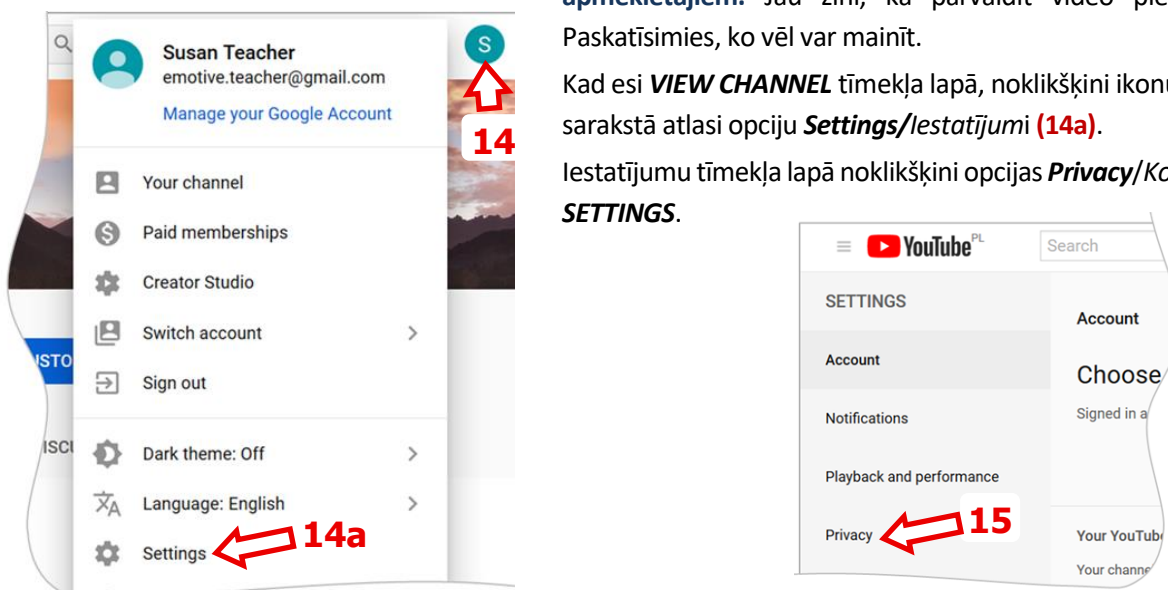 Susan Teacher
emotive.teacher@gmail.com
Manage your Google Account
S
14
Your channel
Paid memberships
Creator Studio
Switch account
Sign out
Dark theme: Off
Language: English
Settings
14a
Paskatīsimies, ko vēl var mainīt.
Kad esi VIEW CHANNEL tīmekļa lapā, noklikšķini
sarakstā atlasi opciju Settings/Iestatījumi (14a).
Iestatījumu tīmekļa lapā noklikšķini opcijas Privacy/
SETTINGS.
YouTube PL
Search
SETTINGS
Account
Notifications
Playback and performance
Privacy
15
Account
Choose
Signed in a
Your YouTube
Your channe